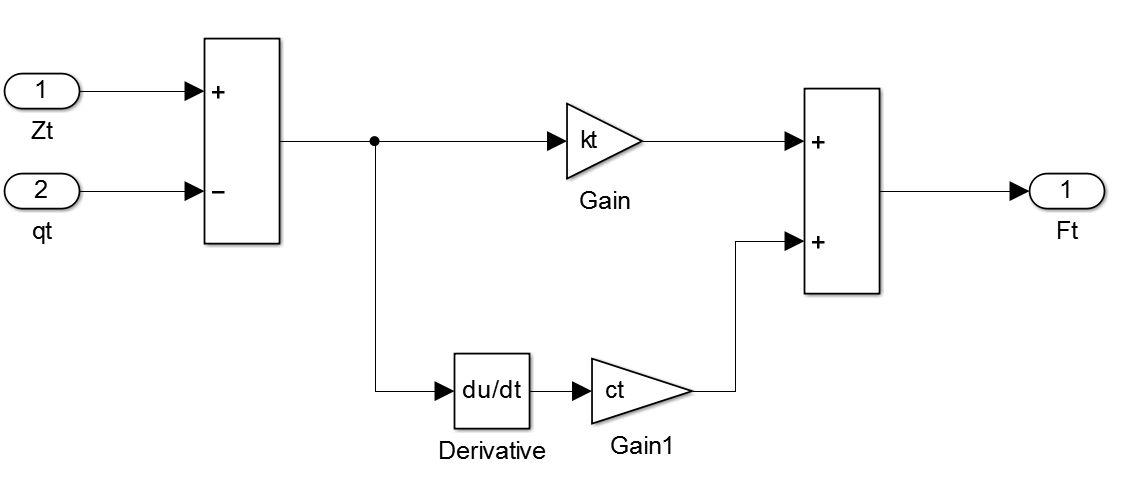 1
Zt
2
qt
+
−
kt
Gain
du/dt
Derivative
ct
Gain1
+
+
1
Ft